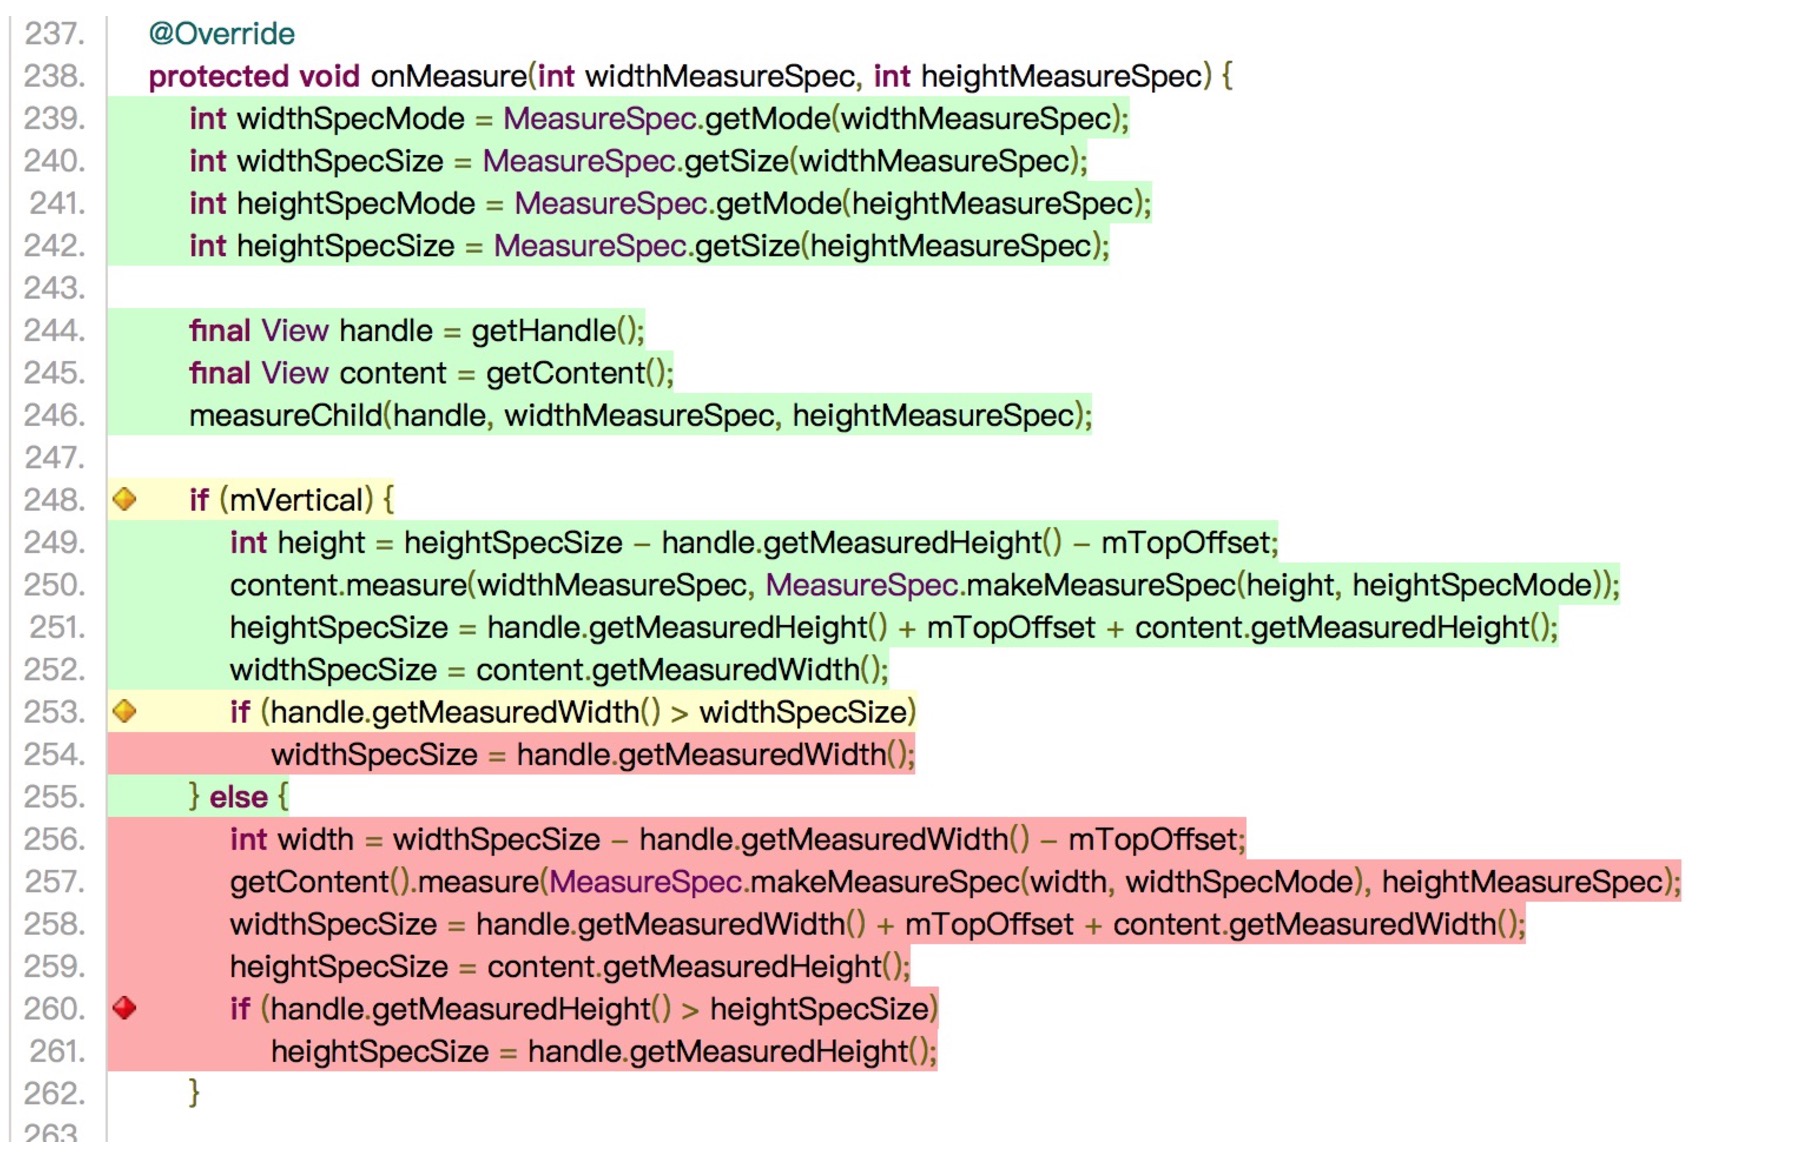 237. @Override
238. protected void onMeasure(int widthMeasureSpec, int heightMeasureSpec) {
239. int widthSpecMode = MeasureSpec.getMode(widthMeasureSpec);
240. int widthSpecSize = MeasureSpec.getSize(widthMeasureSpec);
241. int heightSpecMode = MeasureSpec.getMode(heightMeasureSpec);
242. int heightSpecSize = MeasureSpec.getSize(heightMeasureSpec);
243.
244. final View handle = getHandle();
245. final View content = getContent();
246. measureChild(handle, widthMeasureSpec, heightMeasureSpec);
247.
248. if (mVertical) {
249. int height = heightSpecSize – handle.getMeasuredHeight() – mTopOffset;
250. content.measure(widthMeasureSpec, MeasureSpec.makeMeasureSpec(height, heightSpecMode));
251. heightSpecSize = handle.getMeasuredHeight() + mTopOffset + content.getMeasuredHeight();
252. widthSpecSize = content.getMeasuredWidth();
253. if (handle.getMeasuredWidth() > widthSpecSize)
254. widthSpecSize = handle.getMeasuredWidth();
255. } else {
256. int width = widthSpecSize – handle.getMeasuredWidth() – mTopOffset;
257. getContent().measure(MeasureSpec.makeMeasureSpec(width, widthSpecMode), heightMeasureSpec);
258. widthSpecSize = handle.getMeasuredWidth() + mTopOffset + content.getMeasuredWidth();
259. heightSpecSize = content.getMeasuredHeight();
260. if (handle.getMeasuredHeight() > heightSpecSize)
261. heightSpecSize = handle.getMeasuredHeight();
262. }
263